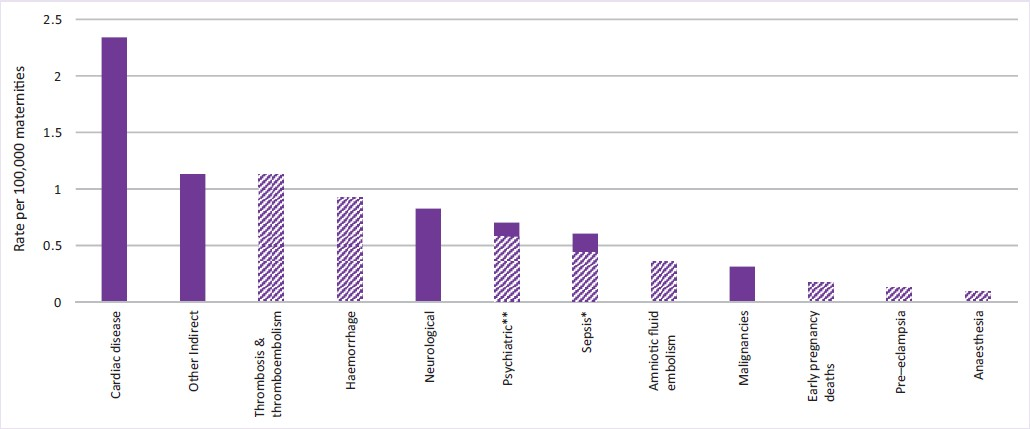 Rate per 100,000 maternities
2.5
2
1.5
1
0.5
0
Cardiac disease
Other Indirect
Thrombosis &
thromboembolism
Haemorrhage
Neurological
Psychiatric**
Sepsis*
Amniotic fluid
embolism
Malignancies
Early pregnancy
deaths
Pre–eclampsia
Anaesthesia